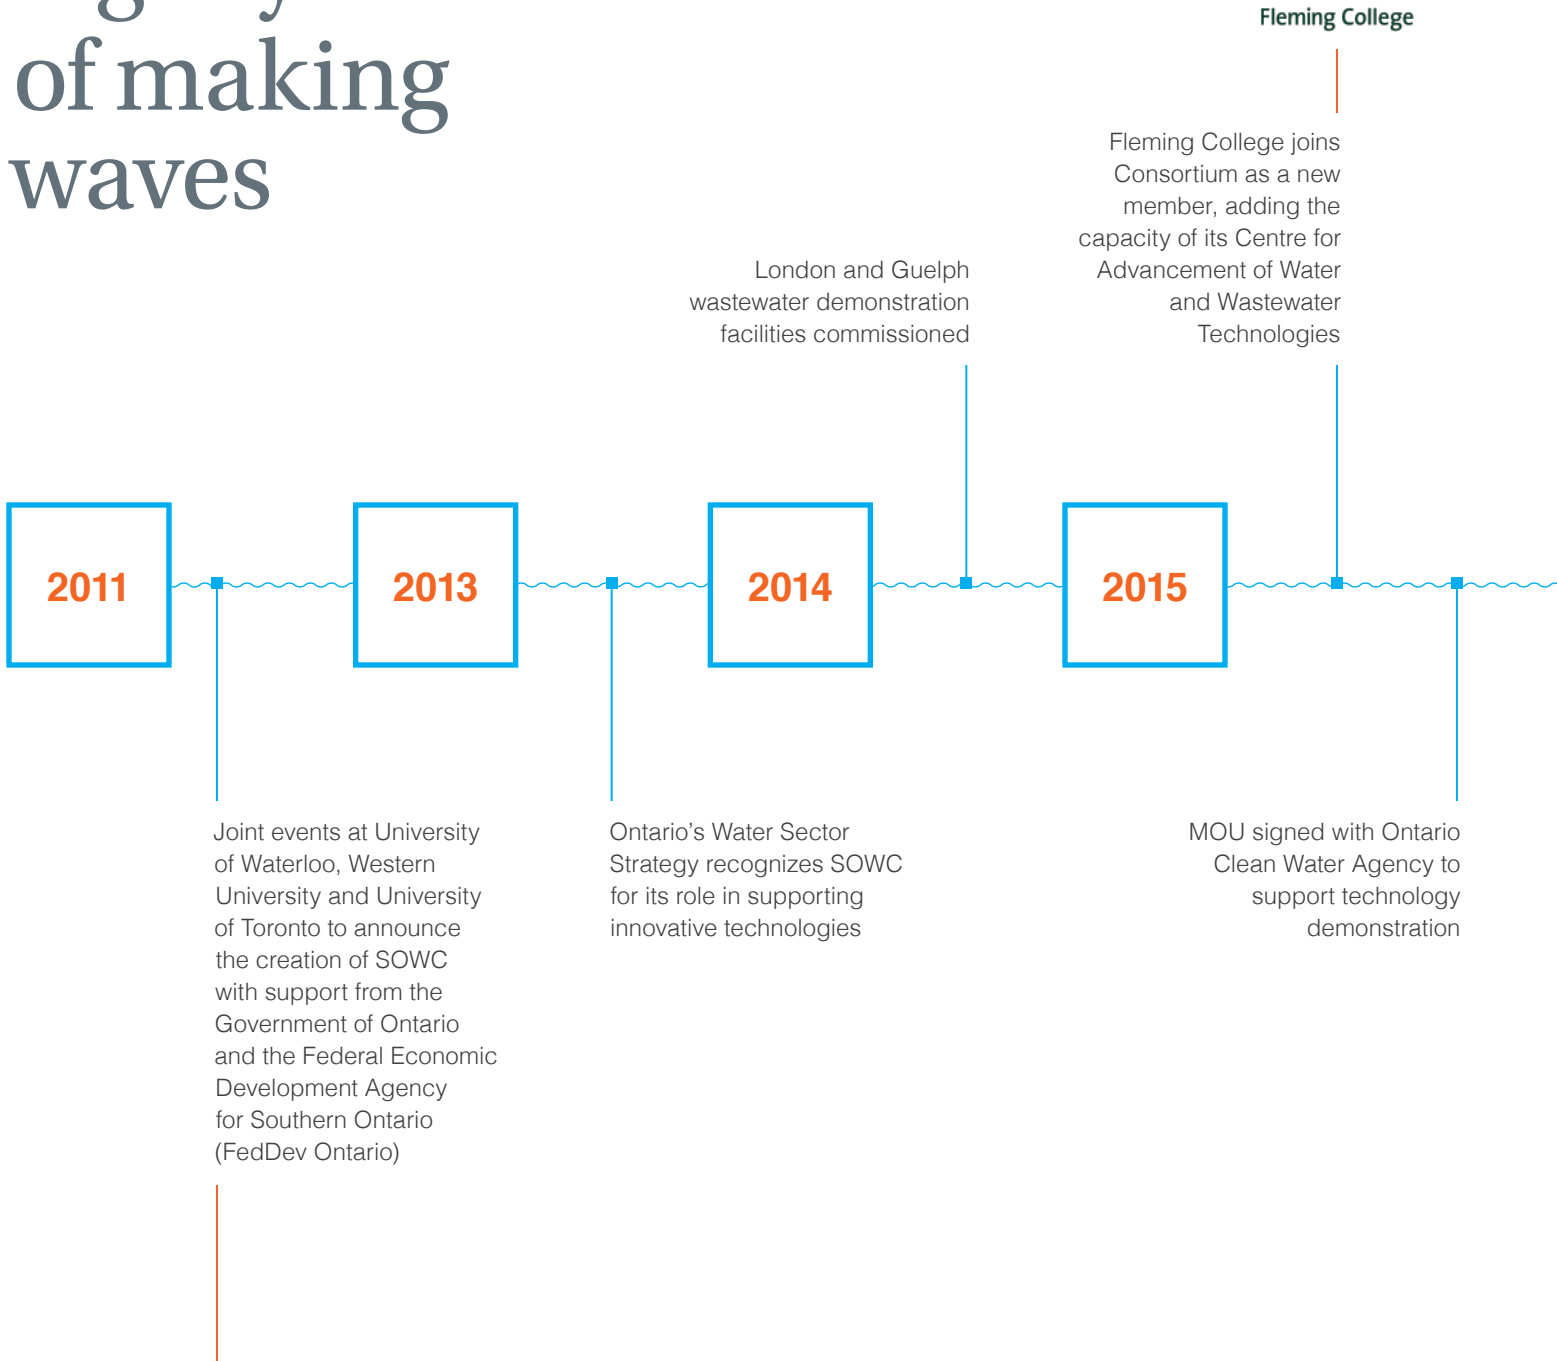 of making
waves
Fleming College
Fleming College joins
Consortium as a new
member, adding the
capacity of its Centre for
Advancement of Water
and Wastewater
Technologies
London and Guelph
wastewater demonstration
facilities commissioned
2011
2013
2014
2015
Joint events at University
of Waterloo, Western
University and University
of Toronto to announce
the creation of SOWC
with support from the
Government of Ontario
and the Federal Economic
Development Agency
for Southern Ontario
(FedDev Ontario)
Ontario’s Water Sector
Strategy recognizes SOWC
for its role in supporting
innovative technologies
MOU signed with Ontario
Clean Water Agency to
support technology
demonstration